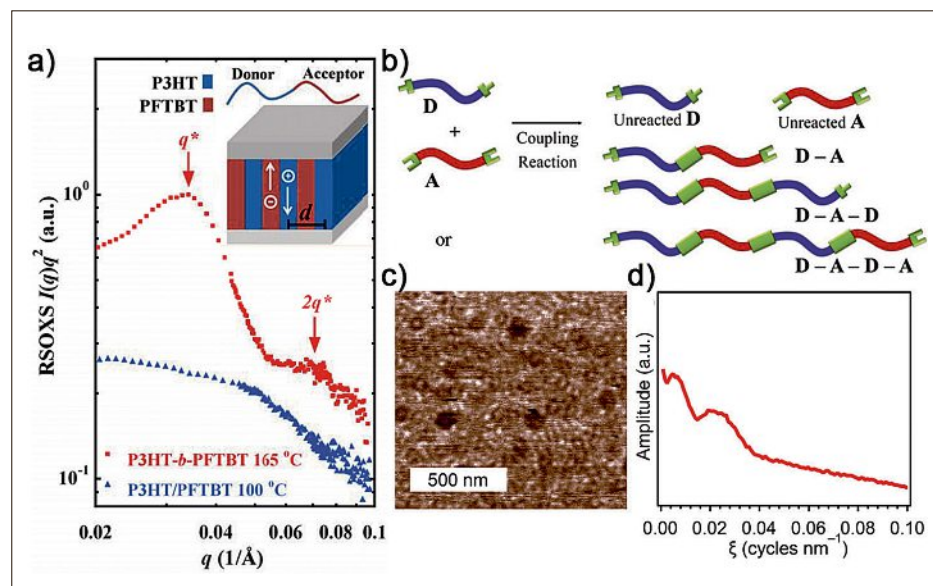 a)
P3HT
PFTBT
Donor Acceptor
q*
d
2q*
10⁰
10⁻¹
RSOXS I(q)q² (a.u.)
P3HT-b-PFTBT 165 °C
P3HT/PFTBT 100 °C
0.02 0.04 0.06 0.08 0.1
q (1/Å)
b)
D
+
A
or
Coupling
Reaction
Unreacted D
Unreacted A
D – A
D – A – D
D – A – D – A
c)
500 nm
d)
Amplitude (a.u.)
0.00 0.02 0.04 0.06 0.08 0.10
ξ (cycles nm⁻¹)